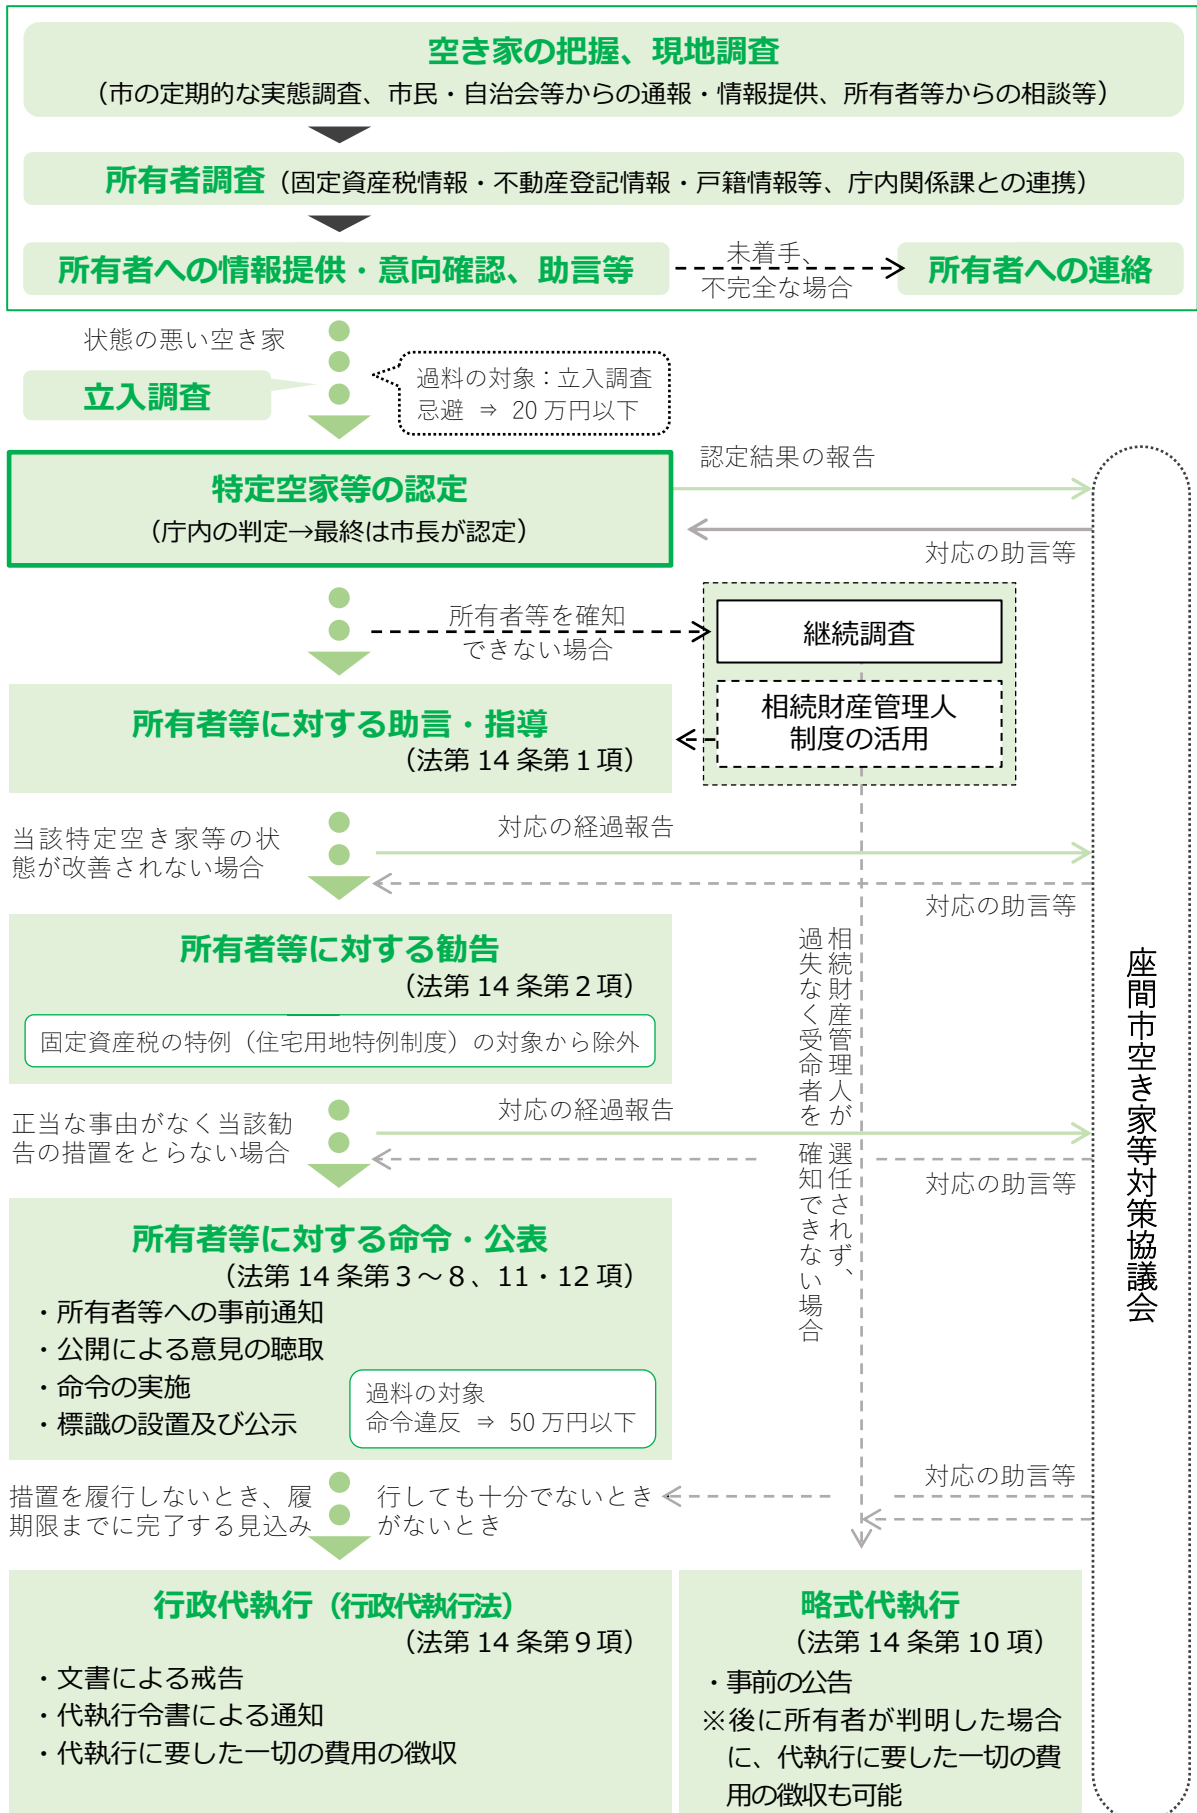 空き家の把握、現地調査
（市の定期的な実態調査、市民・自治会等からの通報・情報提供、所有者等からの相談等）
所有者調査（固定資産税情報・不動産登記情報・戸籍情報等、庁内関係課との連携）
所有者への情報提供・意向確認、助言等
未着手、
不完全な場合
所有者への連絡
状態の悪い空き家
立入調査
過料の対象：立入調査
忌避 ⇒ 20万円以下
特定空家等の認定
（庁内の判定→最終は市長が認定）
認定結果の報告
対応の助言等
所有者等を確知
できない場合
継続調査
相続財産管理人
制度の活用
所有者等に対する助言・指導
（法第14条第1項）
当該特定空き家等の状
態が改善されない場合
対応の経過報告
対応の助言等
所有者等に対する勧告
（法第14条第2項）
固定資産税の特例（住宅用地特例制度）の対象から除外
正当な事由がなく当該勧
告の措置をとらない場合
対応の経過報告
対応の助言等
相続財産管理人が選任されず、
過失なく受命者を確知できない場合
座間市空き家等対策協議会
所有者等に対する命令・公表
（法第14条第3～8、11・12項）
・所有者等への事前通知
・公開による意見の聴取
・命令の実施
・標識の設置及び公示
過料の対象
命令違反 ⇒ 50万円以下
措置を履行しないとき、履行しても十分でないとき
期限までに完了する見込みがないとき
対応の助言等
行政代執行（行政代執行法）
（法第14条第9項）
・文書による戒告
・代執行令書による通知
・代執行に要した一切の費用の徴収
略式代執行
（法第14条第10項）
・事前の公告
※後に所有者が判明した場合
に、代執行に要した一切の費
用の徴収も可能